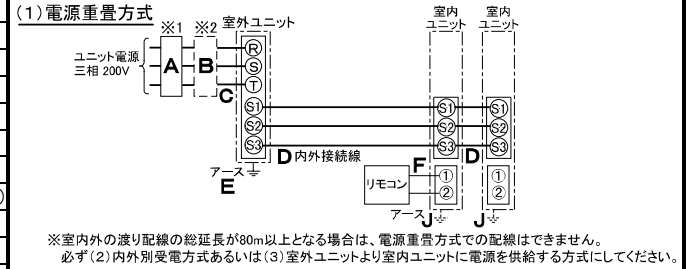 (1)電源重畳方式
※1 ※2 室外ユニット 室内ユニット 室内ユニット
ユニット電源
三相 200V
A B C
R
S
T
S1 S1 S1
S2 S2 S2
S3 S3 S3
D 内外接続線 F D
アース
E
リモコン
① ①
② ②
アース J J
)
※室内外の渡り配線の総延長が80m以上となる場合は、電源重畳方式での配線はできません。
必ず(2)内外別受電方式あるいは(3)室外ユニットより室内ユニットに電源を供給する方式にしてください。